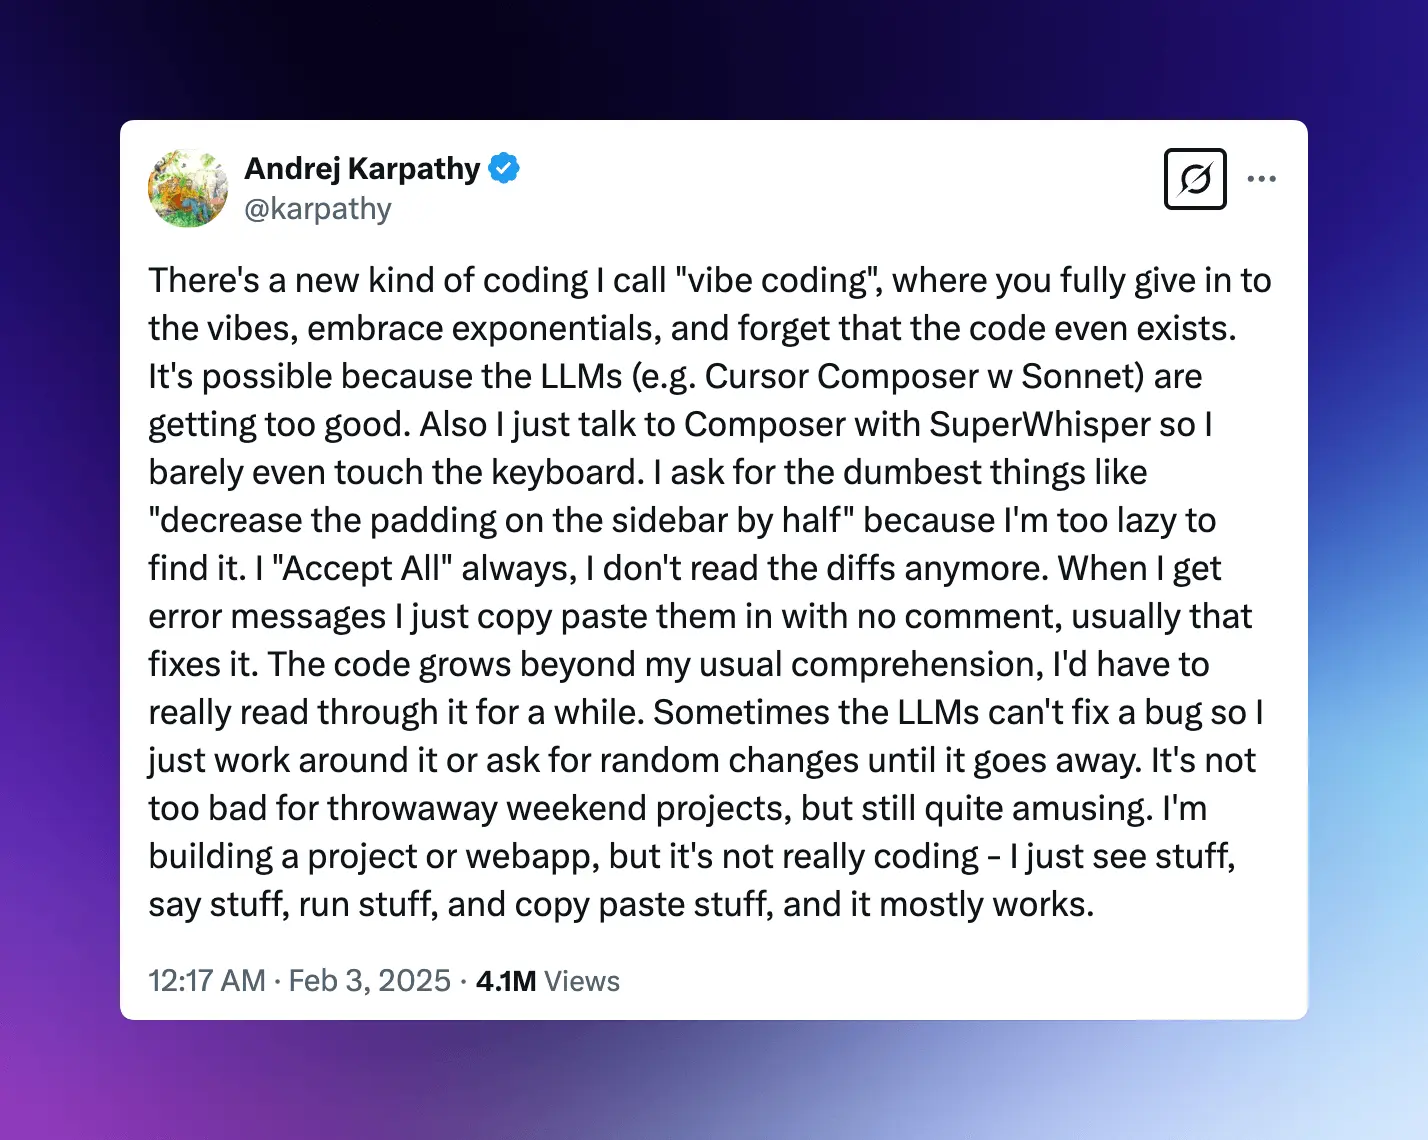 Andrej Karpathy
@karpathy
There's a new kind of coding I call "vibe coding", where you fully give in to
the vibes, embrace exponentials, and forget that the code even exists.
It's possible because the LLMs (e.g. Cursor Composer w Sonnet) are
getting too good. Also I just talk to Composer with SuperWhisper so I
barely even touch the keyboard. I ask for the dumbest things like
"decrease the padding on the sidebar by half" because I'm too lazy to
find it. I "Accept All" always, I don't read the diffs anymore. When I get
error messages I just copy paste them in with no comment, usually that
fixes it. The code grows beyond my usual comprehension, I'd have to
really read through it for a while. Sometimes the LLMs can't fix a bug so I
just work around it or ask for random changes until it goes away. It's not
too bad for throwaway weekend projects, but still quite amusing. I'm
building a project or webapp, but it's not really coding - I just see stuff,
say stuff, run stuff, and copy paste stuff, and it mostly works.
12:17 AM · Feb 3, 2025 · 4.1M Views